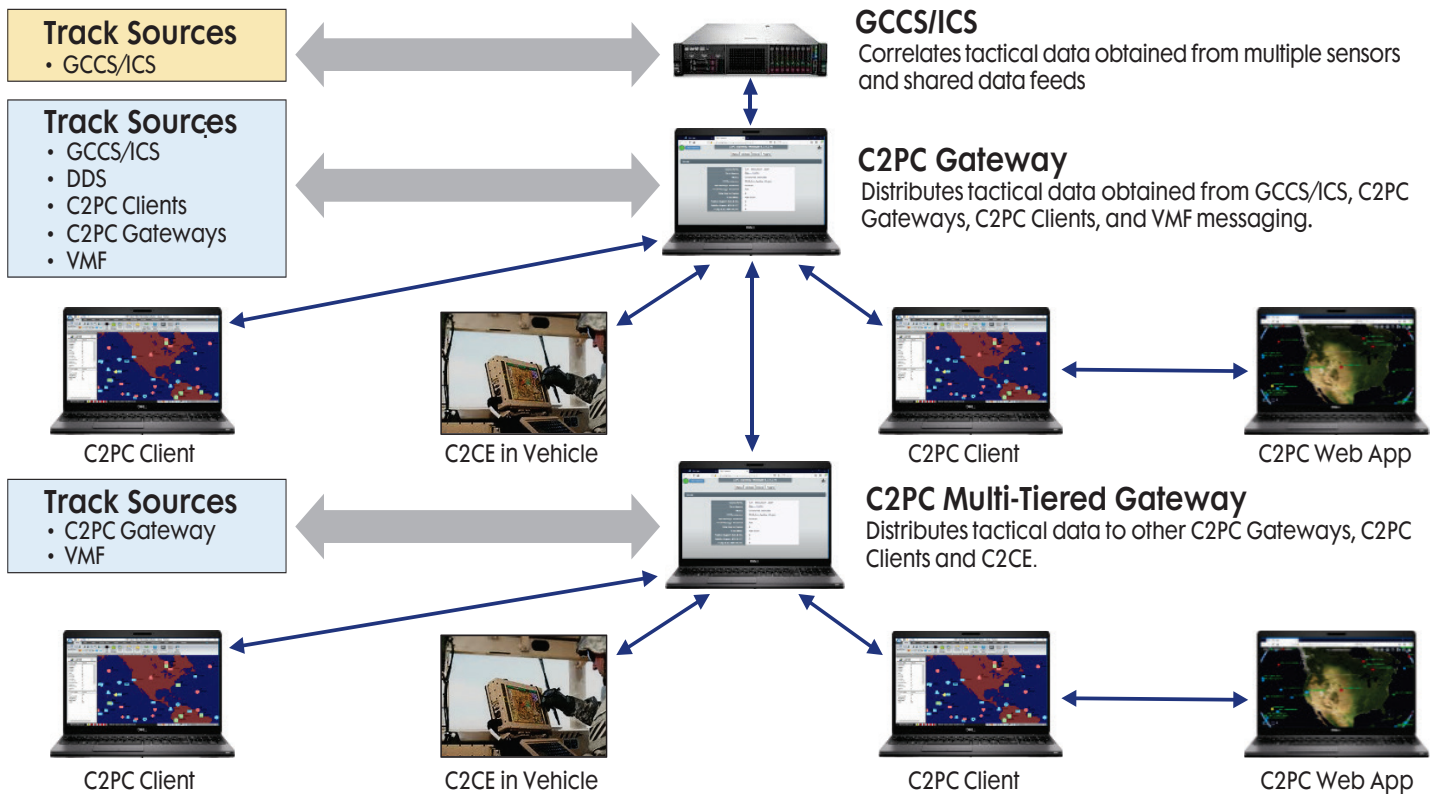 Track Sources
• GCCS/ICS
GCCS/ICS
Correlates tactical data obtained from multiple sensors
and shared data feeds
Track Sources
• GCCS/ICS
• DDS
• C2PC Clients
• C2PC Gateways
• VMF
C2PC Gateway
Distributes tactical data obtained from GCCS/ICS, C2PC
Gateways, C2PC Clients, and VMF messaging.
C2PC Client
C2CE in Vehicle
C2PC Client
C2PC Web App
Track Sources
• C2PC Gateway
• VMF
C2PC Multi-Tiered Gateway
Distributes tactical data to other C2PC Gateways, C2PC
Clients and C2CE.
C2PC Client
C2CE in Vehicle
C2PC Client
C2PC Web App